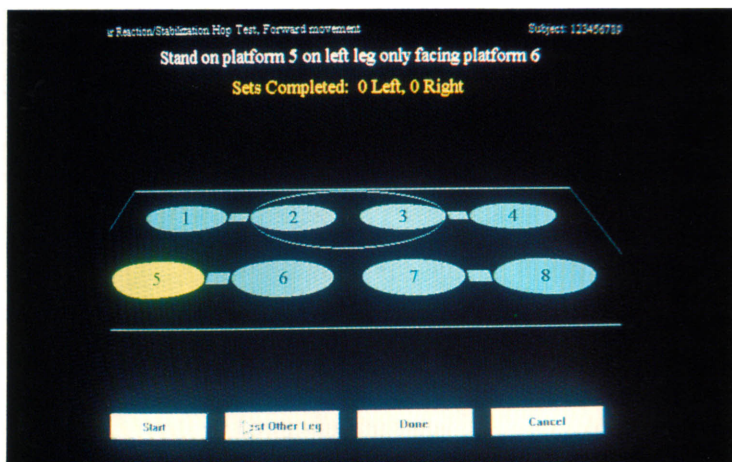 ir Reaction/Stabilization Hop Test, Forward movement
Subject: 123456789
Stand on platform 5 on left leg only facing platform 6
Sets Completed: 0 Left, 0 Right
1 2 3 4
5 6 7 8
Start
est Other Leg
Done
Cancel